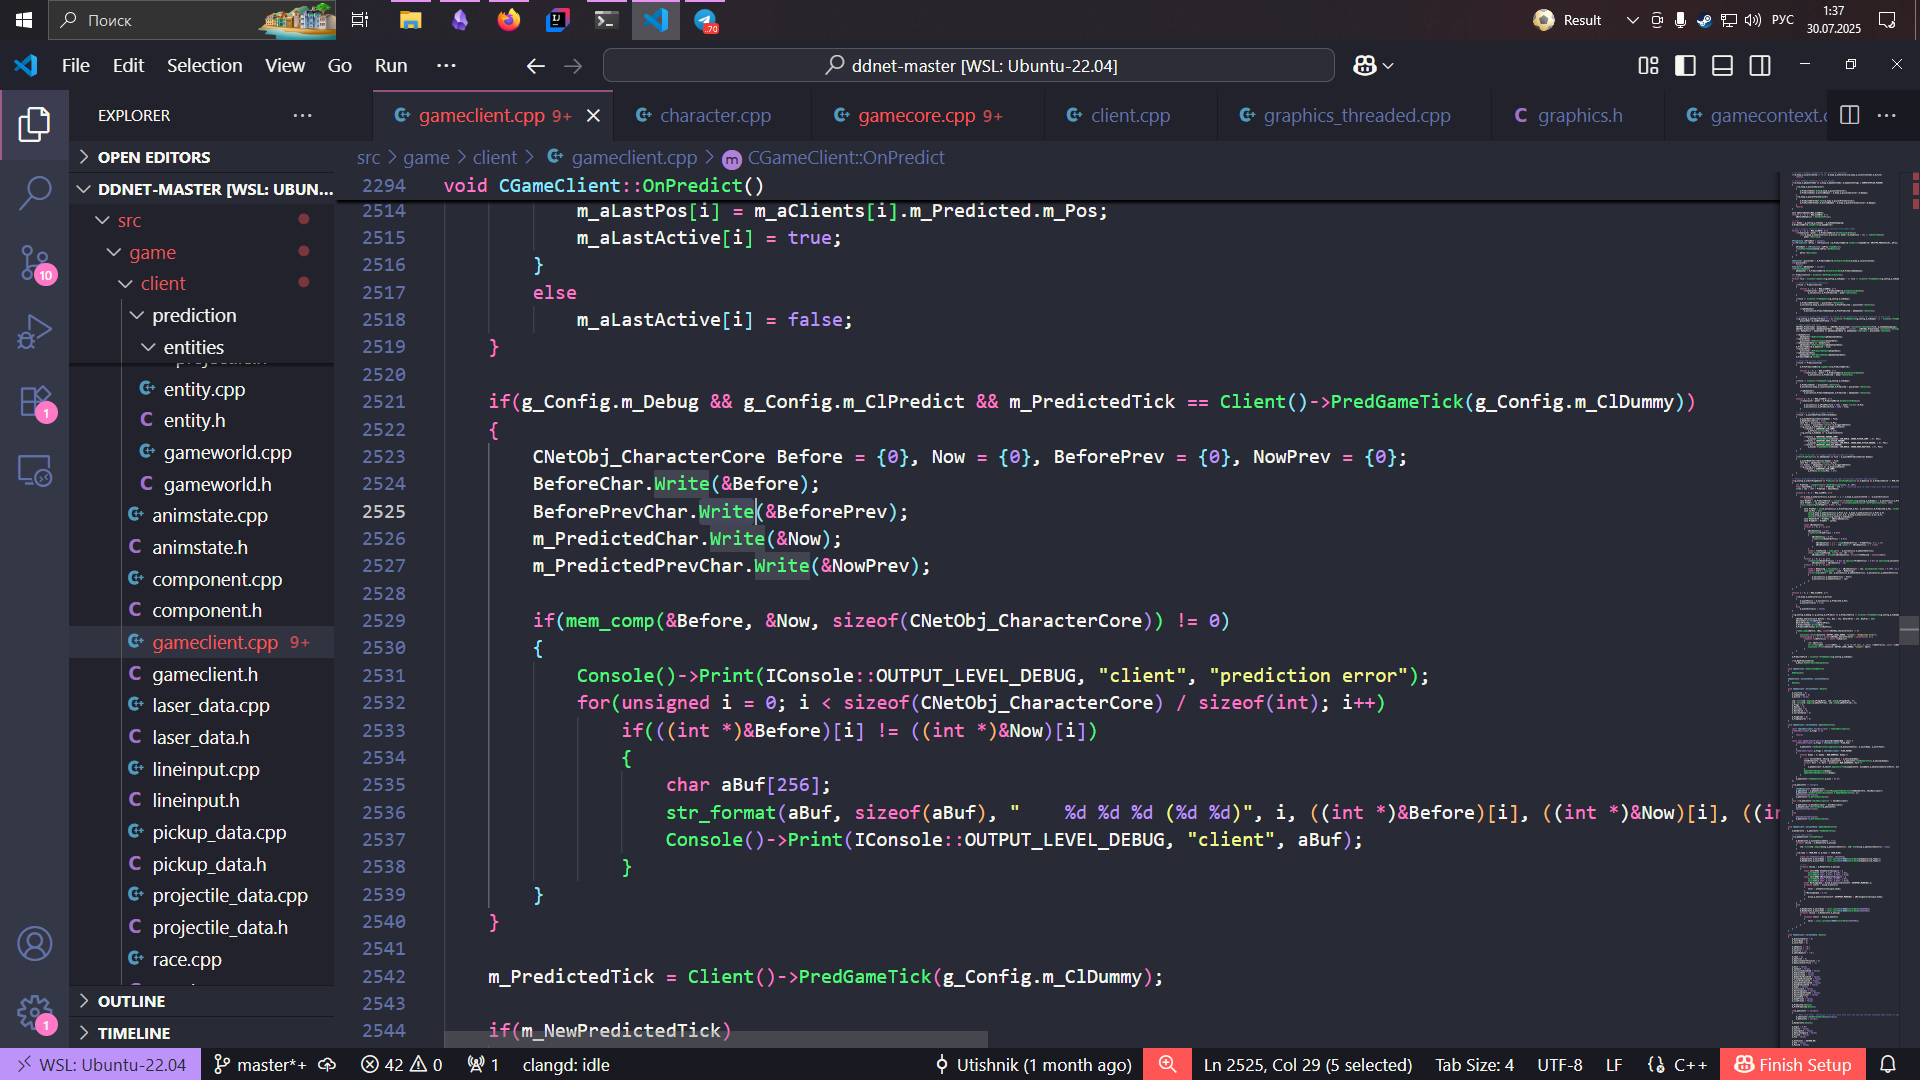 Поиск
.70
Result
РУС
1:37
30.07.2025
File Edit Selection View Go Run ···
ddnet-master [WSL: Ubuntu-22.04]
EXPLORER
gameclient.cpp 9+
character.cpp
gamecore.cpp 9+
client.cpp
graphics_threaded.cpp
C graphics.h
gamecontext.c
OPEN EDITORS
src > game > client > gameclient.cpp > CGameClient::OnPredict
DDNET-MASTER [WSL: UBUN...
2294 void CGameClient::OnPredict()
src
game
client
prediction
entities
entity.cpp
C entity.h
gameworld.cpp
C gameworld.h
animstate.cpp
C animstate.h
component.cpp
C component.h
gameclient.cpp 9+
C gameclient.h
laser_data.cpp
C laser_data.h
lineinput.cpp
C lineinput.h
pickup_data.cpp
C pickup_data.h
projectile_data.cpp
C projectile_data.h
race.cpp
OUTLINE
TIMELINE
10
1
1
2514 m_aLastPos[i] = m_aClients[i].m_Predicted.m_Pos;
2515 m_aLastActive[i] = true;
2516 }
2517 else
2518 m_aLastActive[i] = false;
2519 }
2520
2521 if(g_Config.m_Debug && g_Config.m_ClPredict && m_PredictedTick == Client()->PredGameTick(g_Config.m_ClDummy))
2522 {
2523 CNetObj_CharacterCore Before = {0}, Now = {0}, BeforePrev = {0}, NowPrev = {0};
2524 BeforeChar.Write(&Before);
2525 BeforePrevChar.Write(&BeforePrev);
2526 m_PredictedChar.Write(&Now);
2527 m_PredictedPrevChar.Write(&NowPrev);
2528
2529 if(mem_comp(&Before, &Now, sizeof(CNetObj_CharacterCore)) != 0)
2530 {
2531 Console()->Print(IConsole::OUTPUT_LEVEL_DEBUG, "client", "prediction error");
2532 for(unsigned i = 0; i < sizeof(CNetObj_CharacterCore) / sizeof(int); i++)
2533 if(((int *)&Before)[i] != ((int *)&Now)[i])
2534 {
2535 char aBuf[256];
2536 str_format(aBuf, sizeof(aBuf), "    %d %d %d (%d %d)", i, ((int *)&Before)[i], ((int *)&Now)[i], ((in
2537 Console()->Print(IConsole::OUTPUT_LEVEL_DEBUG, "client", aBuf);
2538 }
2539 }
2540 }
2541
2542 m_PredictedTick = Client()->PredGameTick(g_Config.m_ClDummy);
2543
2544 if(m_NewPredictedTick)
WSL: Ubuntu-22.04
master*+
42 0
1
clangd: idle
Utishnik (1 month ago)
Ln 2525, Col 29 (5 selected)
Tab Size: 4
UTF-8
LF
C++
Finish Setup